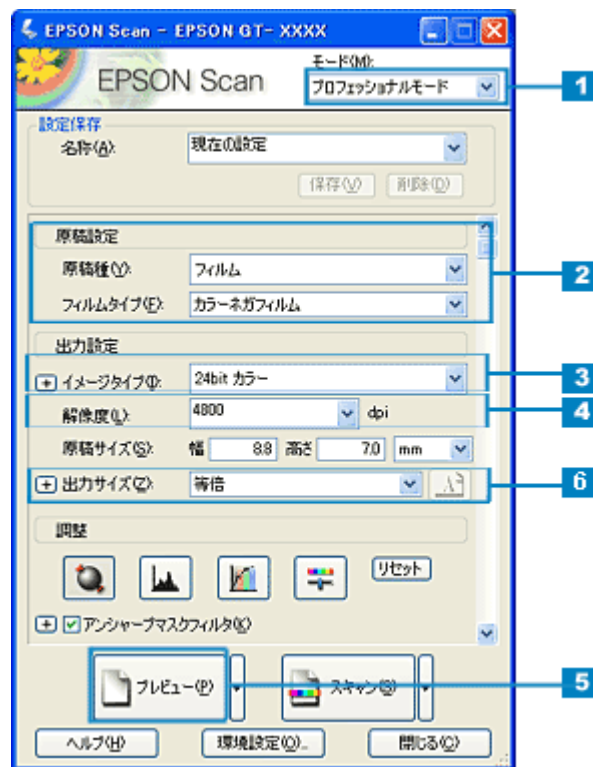 EPSON Scan - EPSON GT- XXXX
EPSON Scan
モード(M):
プロフェッショナルモード
1
設定保存
名称(A):
現在の設定
保存(V) 削除(D)
原稿設定
原稿種(Y): フィルム
2
フィルムタイプ(F): カラーネガフィルム
出力設定
イメージタイプ(I): 24bit カラー
3
解像度(L): 4800 dpi
4
原稿サイズ(S): 幅 8.8 高さ 7.0 mm
出力サイズ(Z): 等倍
6
調整
リセット
アンシャープマスクフィルタ(K)
プレビュー(P) スキャン(S)
5
ヘルプ(H) 環境設定(O)... 閉じる(C)